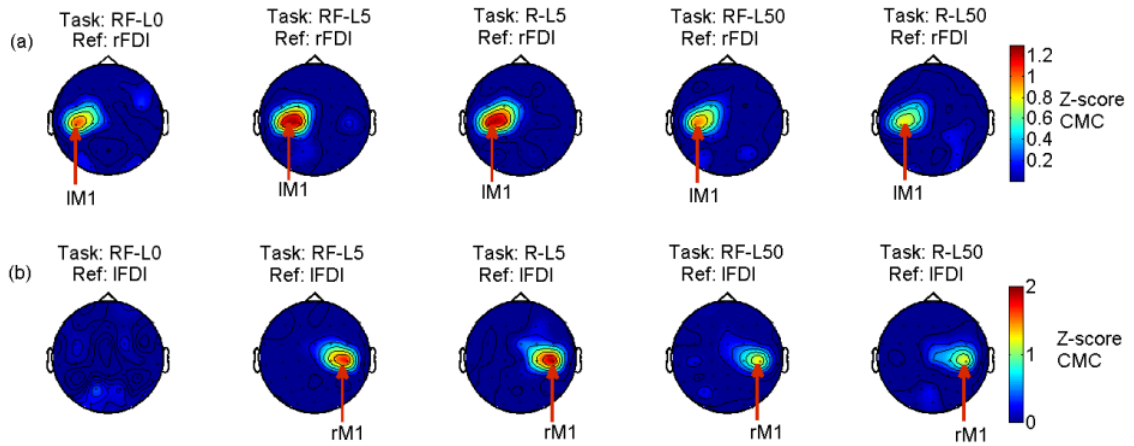 Task: RF-L0 Task: RF-L5 Task: R-L5 Task: RF-L50 Task: R-L50
(a) Ref: rFDI Ref: rFDI Ref: rFDI Ref: rFDI Ref: rFDI
1.2
1
0.8
0.6
0.4
0.2
Z-score
CMC
lM1 lM1 lM1 lM1 lM1
Task: RF-L0 Task: RF-L5 Task: R-L5 Task: RF-L50 Task: R-L50
(b) Ref: lFDI Ref: lFDI Ref: lFDI Ref: lFDI Ref: lFDI
2
1
0
Z-score
CMC
rM1 rM1 rM1 rM1